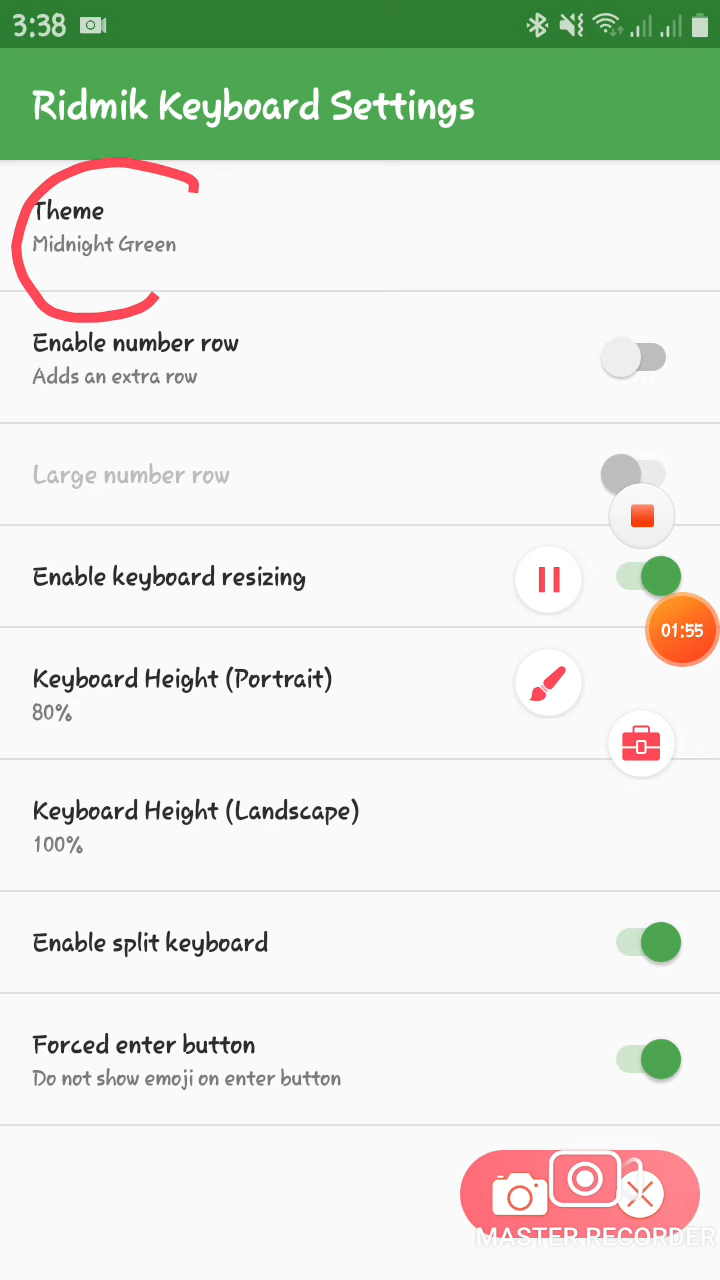 3:38
Ridmik Keyboard Settings
Theme
Midnight Green
Enable number row
Adds an extra row
Large number row
Enable keyboard resizing
01:55
Keyboard Height (Portrait)
80%
Keyboard Height (Landscape)
100%
Enable split keyboard
Forced enter button
Do not show emoji on enter button
MASTER RECORDER